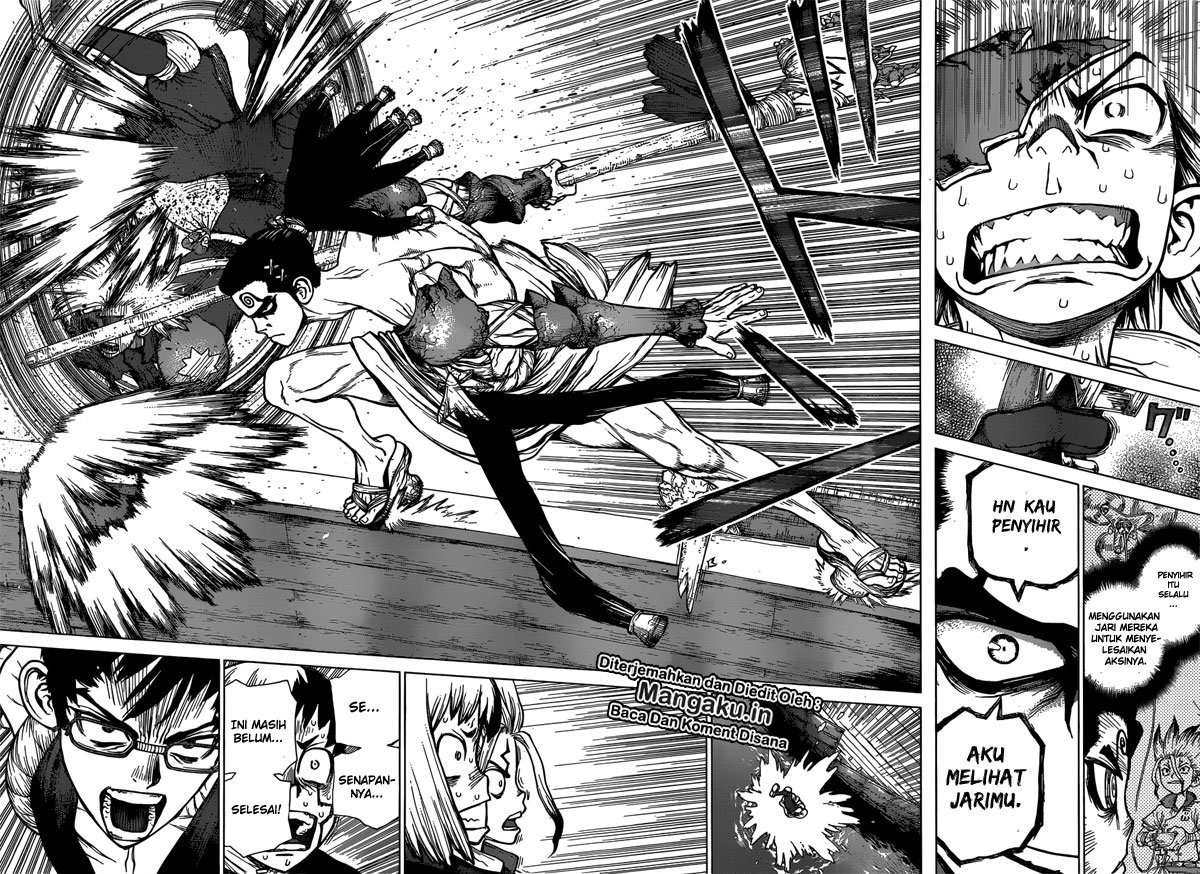 PENYIHIR
ITU
SELALU
...
MENGGUNAKAN
JARI MEREKA
UNTUK MENYE-
LESAIKAN
AKSINYA.
HN KAU
PENYIHIR
.
AKU
MELIHAT
JARIMU.
Diterjemahkan dan Diedit Oleh :
Mangaku.in
Baca Dan Koment Disana
SE...
SENAPAN-
NYA...
INI MASIH
BELUM...
SELESAI!